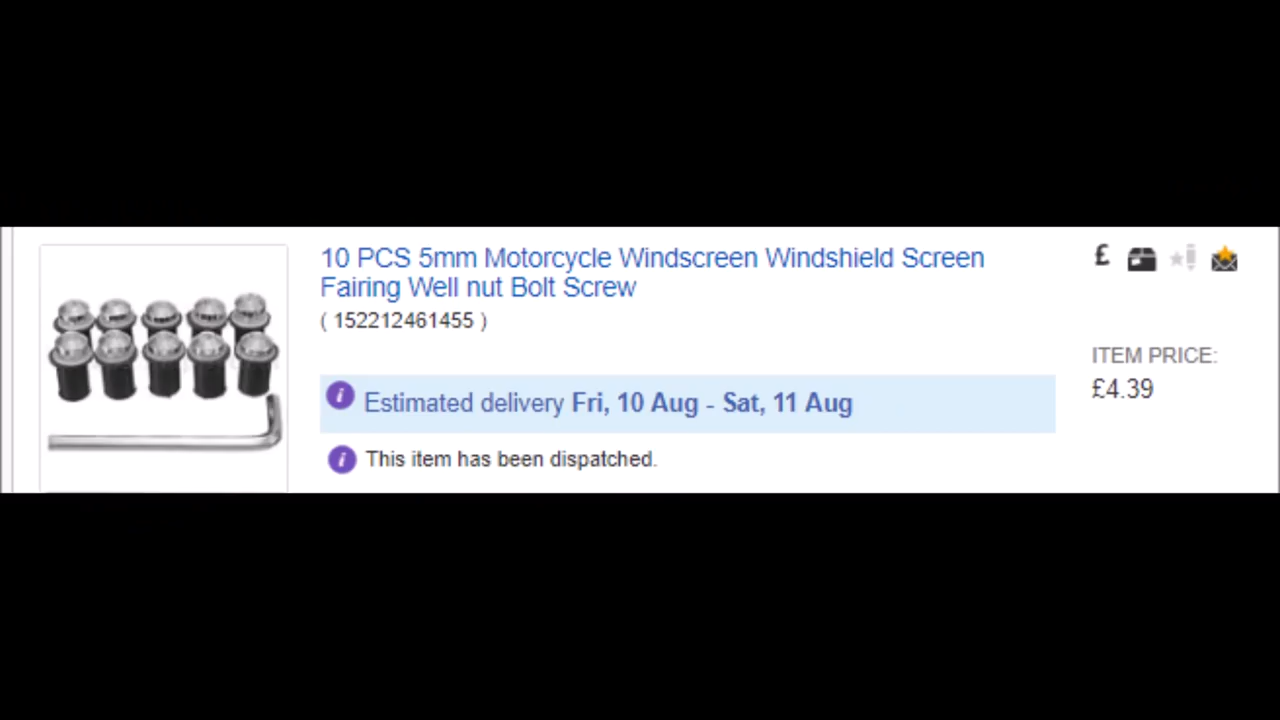 10 PCS 5mm Motorcycle Windscreen Windshield Screen
Fairing Well nut Bolt Screw
( 152212461455 )
£
ITEM PRICE:
£4.39
i Estimated delivery Fri, 10 Aug - Sat, 11 Aug
i This item has been dispatched.